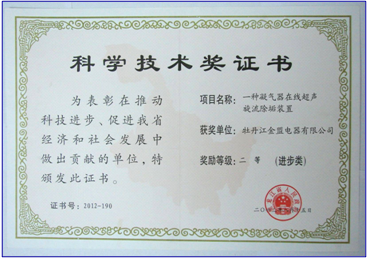 科学技术奖证书
为表彰在推动
科技进步、促进我省
经济和社会发展中
做出贡献的单位，特
颁发此证书。
证书号：2012-190
项目名称：一种凝气器在线超声
旋流除垢装置
获奖单位：牡丹江金盟电器有限公司
奖励等级：二 等 （进步类）